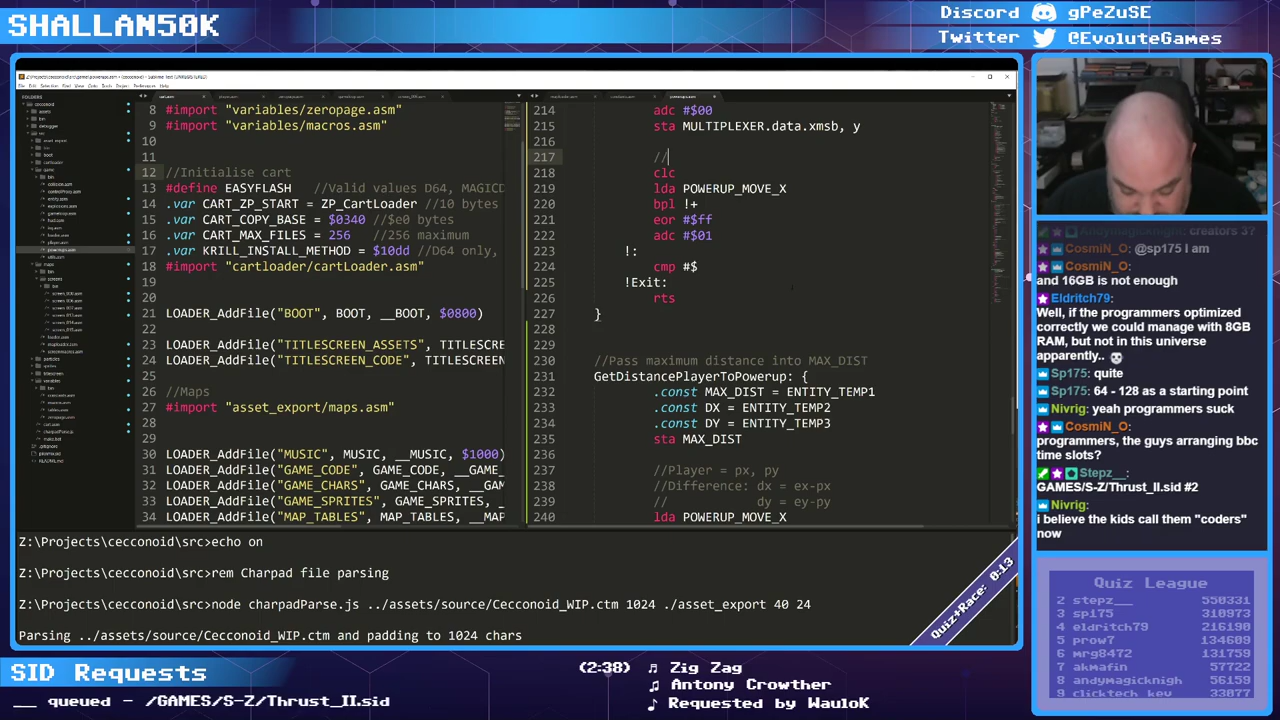 SHALLAN50K
Discord gPeZuSE
Twitter @EvoluteGames
8 #import "variables/zeropage.asm"
9 #import "variables/macros.asm"
10
11
12 //Initialise cart
13 #define EASYFLASH //Valid values D64, MAGICD
14 .var CART_ZP_START = ZP_CartLoader //10 bytes
15 .var CART_COPY_BASE = $0340 //$e0 bytes
16 .var CART_MAX_FILES = 256 //256 maximum
17 .var KRILL_INSTALL_METHOD = $10dd //D64 only,
18 #import "cartloader/cartLoader.asm"
19
20
21 LOADER_AddFile("BOOT", BOOT, __BOOT, $0800)
22
23 LOADER_AddFile("TITLESCREEN_ASSETS", TITLESCRE
24 LOADER_AddFile("TITLESCREEN_CODE", TITLESCREEN
25
26 //Maps
27 #import "asset_export/maps.asm"
28
29
30 LOADER_AddFile("MUSIC", MUSIC, __MUSIC, $1000)
31 LOADER_AddFile("GAME_CODE", GAME_CODE, __GAME_
32 LOADER_AddFile("GAME_CHARS", GAME_CHARS, __GAM
33 LOADER_AddFile("GAME_SPRITES", GAME_SPRITES, _
34 LOADER_AddFile("MAP_TABLES", MAP_TABLES, __MAP
214 adc #$00
215 sta MULTIPLEXER.data.xmsb, y
216
217 //
218 clc
219 lda POWERUP_MOVE_X
220 bpl !+
221 eor #$ff
222 adc #$01
223 !:
224 cmp #$
225 !Exit:
226 rts
227 }
228
229
230 //Pass maximum distance into MAX_DIST
231 GetDistancePlayerToPowerup: {
232 .const MAX_DIST = ENTITY_TEMP1
233 .const DX = ENTITY_TEMP2
234 .const DY = ENTITY_TEMP3
235 sta MAX_DIST
236
237 //Player = px, py
238 //Difference: dx = ex-px
239 // dy = ey-py
240 lda POWERUP_MOVE_X
Z:\Projects\cecconoid\src>echo on
Z:\Projects\cecconoid\src>rem Charpad file parsing
Z:\Projects\cecconoid\src>node charpadParse.js ../assets/source/Cecconoid_WIP.ctm 1024 ./asset_export 40 24
Parsing ../assets/source/Cecconoid_WIP.ctm and padding to 1024 chars
Quiz+Race: 0:13
Andymagicknigh: creators 3?
CosmiN_O: @sp175 I am
CosmiN_O:
and 16GB is not enough
Eldritch79:
Well, if the programmers optimized
correctly we could manage with 8GB
RAM, but not in this universe
apparently..
Sp175: quite
Sp175: 64 - 128 as a starting point
Nivrig: yeah programmers suck
CosmiN_O:
programmers, the guys arranging bbc
time slots?
Stepz__:
GAMES/S-Z/Thrust_II.sid #2
Nivrig:
i believe the kids call them "coders"
now
Quiz League
2 stepz__ 550331
3 sp175 310973
4 eldritch79 216190
5 prow7 134609
6 mrg8472 131759
7 akmafin 57722
8 andymagicknigh 56159
9 clicktech_kev 33077
SID Requests
__ queued - /GAMES/S-Z/Thrust_II.sid
(2:38) Zig Zag
Antony Crowther
Requested by WauloK